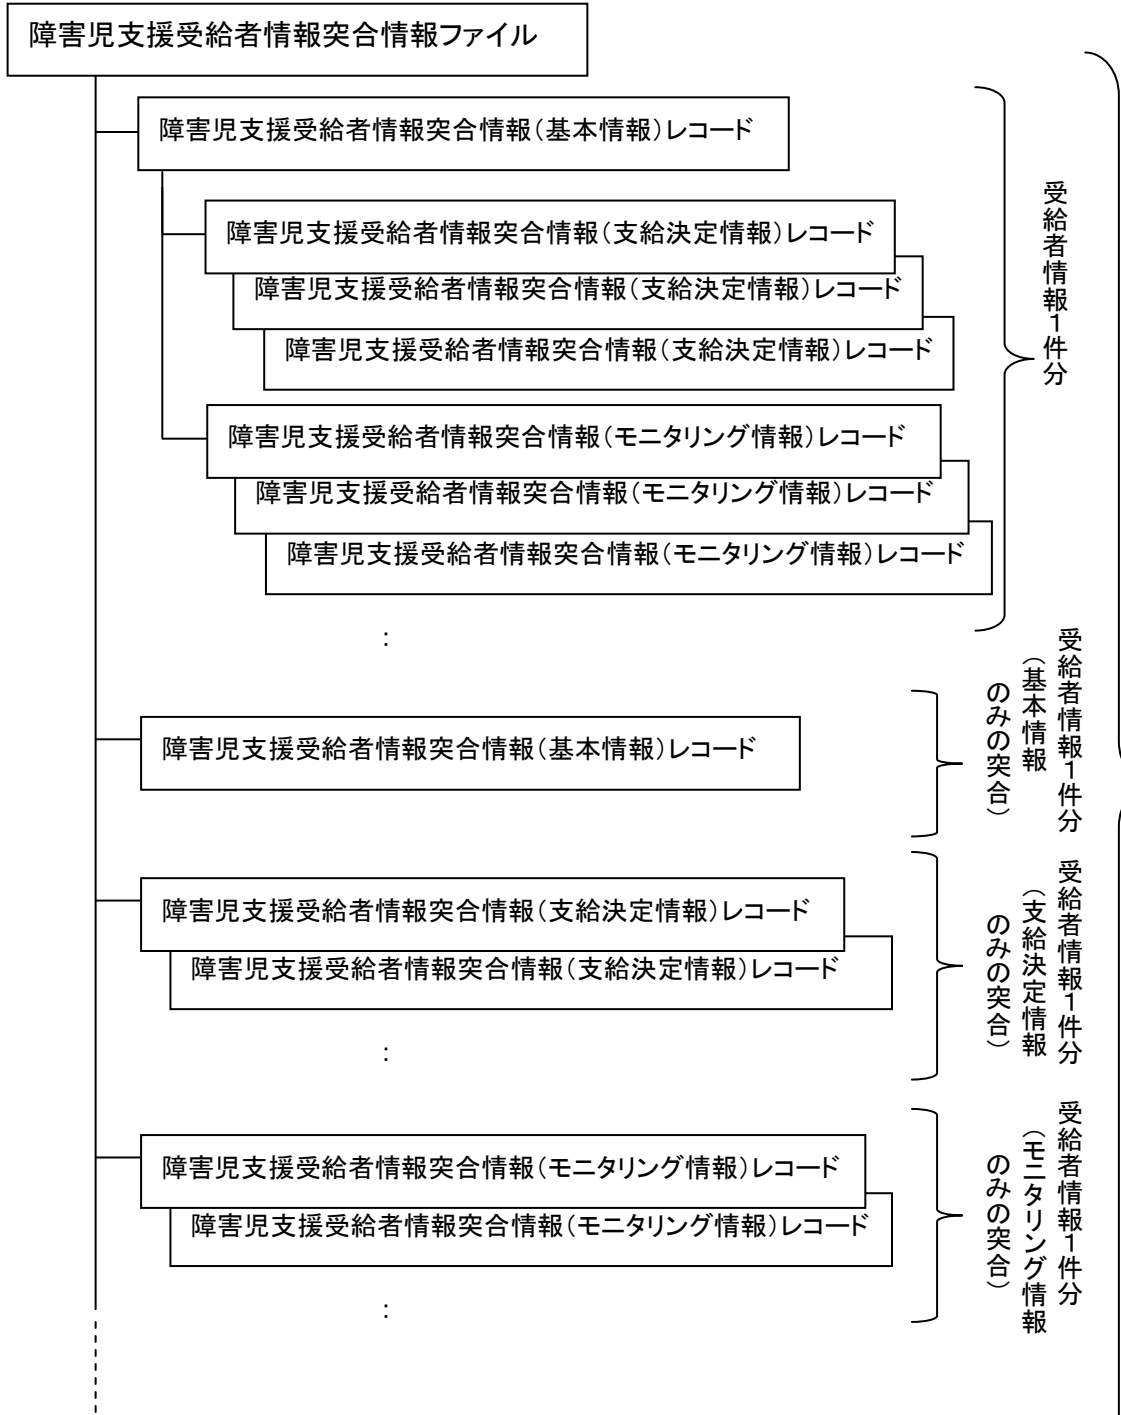 障害児支援受給者情報突合情報ファイル
障害児支援受給者情報突合情報(基本情報)レコード
障害児支援受給者情報突合情報(支給決定情報)レコード
障害児支援受給者情報突合情報(支給決定情報)レコード
障害児支援受給者情報突合情報(支給決定情報)レコード
障害児支援受給者情報突合情報(モニタリング情報)レコード
障害児支援受給者情報突合情報(モニタリング情報)レコード
障害児支援受給者情報突合情報(モニタリング情報)レコード
:
受給者情報1件分
障害児支援受給者情報突合情報(基本情報)レコード
受給者情報1件分
(基本情報
のみの突合)
障害児支援受給者情報突合情報(支給決定情報)レコード
障害児支援受給者情報突合情報(支給決定情報)レコード
:
受給者情報1件分
(支給決定情報
のみの突合)
障害児支援受給者情報突合情報(モニタリング情報)レコード
障害児支援受給者情報突合情報(モニタリング情報)レコード
:
受給者情報1件分
(モニタリング情報
のみの突合)